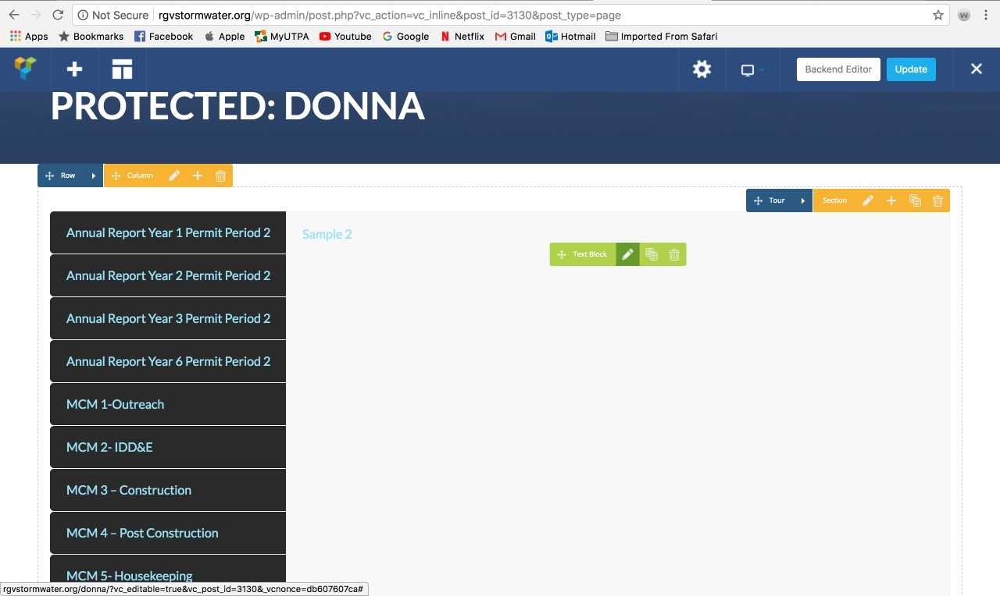 Not Secure rgvstormwater.org/wp-admin/post.php?vc_action=vc_inline&post_id=3130&post_type=page W
Apps Bookmarks Facebook Apple MyUTPA Youtube Google Netflix Gmail Hotmail Imported From Safari
Backend Editor Update
PROTECTED: DONNA
Row Column
Tour Section
Annual Report Year 1 Permit Period 2
Sample 2
Text Block
Annual Report Year 2 Permit Period 2
Annual Report Year 3 Permit Period 2
Annual Report Year 6 Permit Period 2
MCM 1-Outreach
MCM 2- IDD&E
MCM 3 – Construction
MCM 4 – Post Construction
MCM 5- Housekeeping
rgvstormwater.org/donna/?vc_editable=true&vc_post_id=3130&_vcnonce=db607607ca#